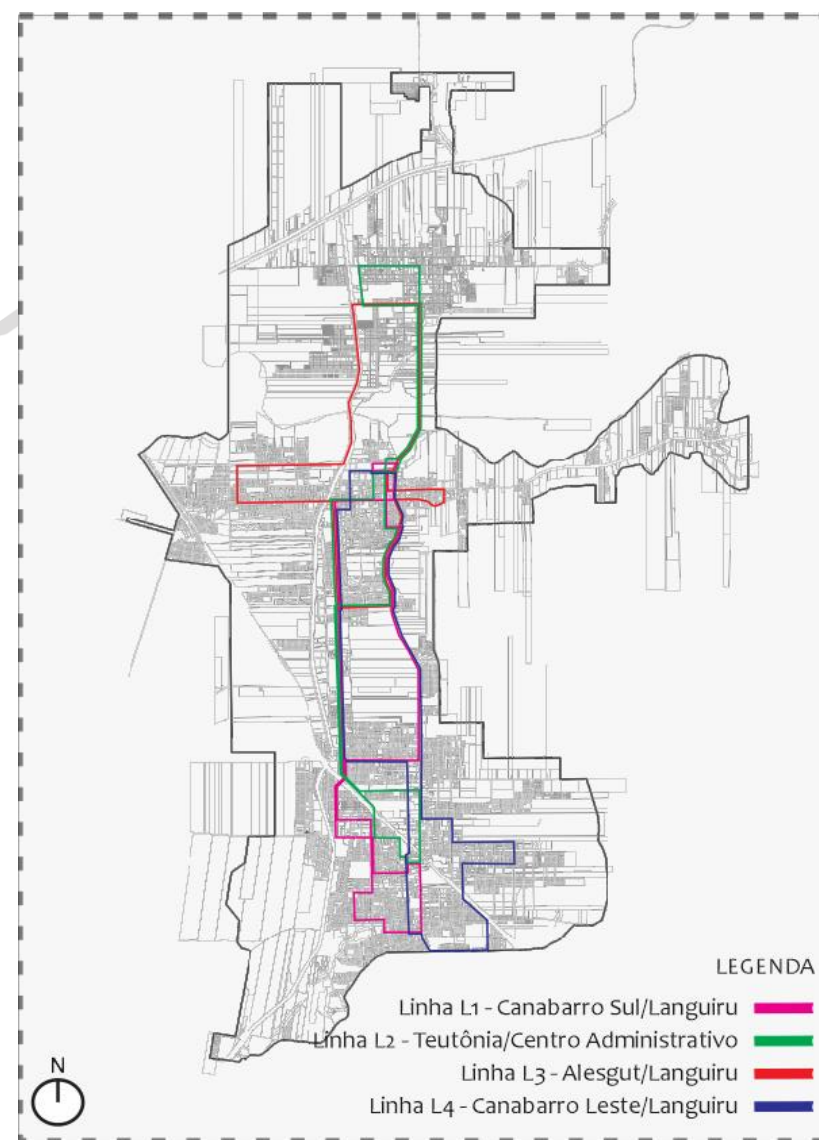 LEGENDA
Linha L1 - Canabarro Sul/Languiru
Linha L2 - Teutônia/Centro Administrativo
Linha L3 - Alesgut/Languiru
Linha L4 - Canabarro Leste/Languiru
N